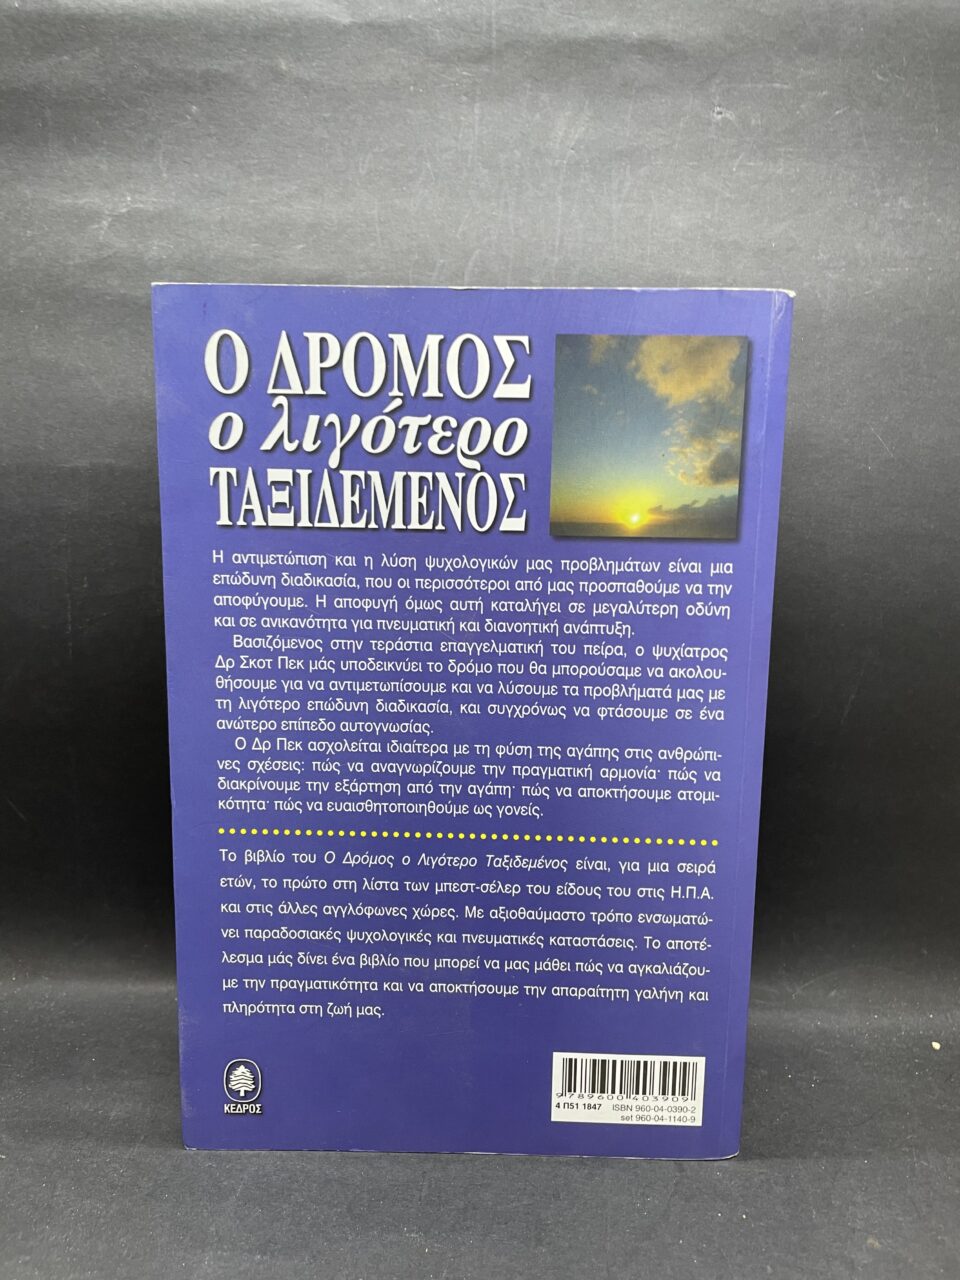 Ο ΔΡΟΜΟΣ
ο λιγότερο
ΤΑΞΙΔΕΜΕΝΟΣ
Η αντιμετώπιση και η λύση ψυχολογικών μας προβλημάτων είναι μια
επώδυνη διαδικασία, που οι περισσότεροι από μας προσπαθούμε να την
αποφύγουμε. Η αποφυγή όμως αυτή καταλήγει σε μεγαλύτερη οδύνη
και σε ανικανότητα για πνευματική και διανοητική ανάπτυξη.
Βασιζόμενος στην τεράστια επαγγελματική του πείρα, ο ψυχίατρος
Δρ Σκοτ Πεκ μάς υποδεικνύει το δρόμο που θα μπορούσαμε να ακολου-
θήσουμε για να αντιμετωπίσουμε και να λύσουμε τα προβλήματά μας με
τη λιγότερο επώδυνη διαδικασία, και συγχρόνως να φτάσουμε σε ένα
ανώτερο επίπεδο αυτογνωσίας.
Ο Δρ Πεκ ασχολείται ιδιαίτερα με τη φύση της αγάπης στις ανθρώπι-
νες σχέσεις: πώς να αναγνωρίζουμε την πραγματική αρμονία· πώς να
διακρίνουμε την εξάρτηση από την αγάπη· πώς να αποκτήσουμε ατομι-
κότητα· πώς να ευαισθητοποιηθούμε ως γονείς.
Το βιβλίο του Ο Δρόμος ο Λιγότερο Ταξιδεμένος είναι, για μια σειρά
ετών, το πρώτο στη λίστα των μπεστ-σέλερ του είδους του στις Η.Π.Α.
και στις άλλες αγγλόφωνες χώρες. Με αξιοθαύμαστο τρόπο ενσωματώ-
νει παραδοσιακές ψυχολογικές και πνευματικές καταστάσεις. Το αποτέ-
λεσμα μάς δίνει ένα βιβλίο που μπορεί να μας μάθει πώς να αγκαλιάζου-
με την πραγματικότητα και να αποκτήσουμε την απαραίτητη γαλήνη και
πληρότητα στη ζωή μας.
ΚΕΔΡΟΣ
9789600403909
4 Π51 1847 ISBN 960-04-0390-2
set 960-04-1140-9